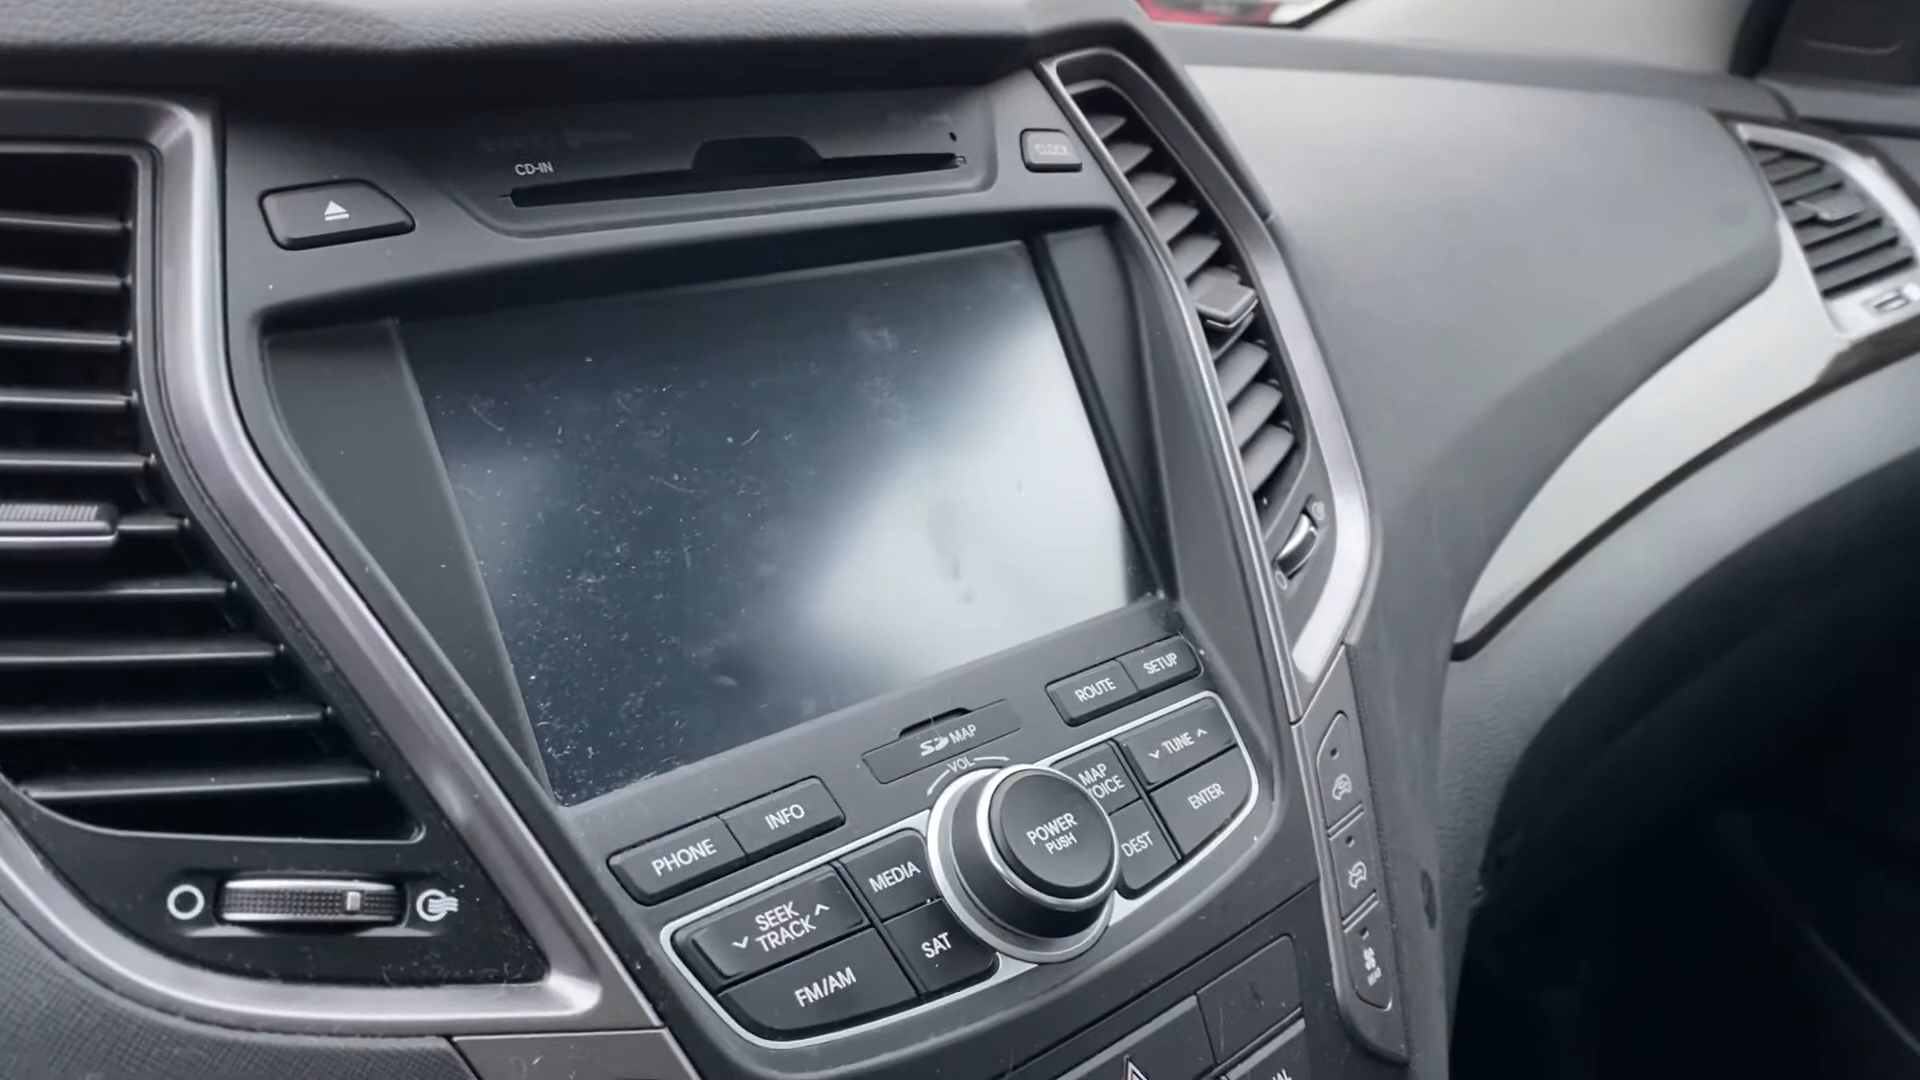 CD-IN
CLOCK
ROUTE
SETUP
SD MAP
VOL
TUNE
MAP
VOICE
PHONE
INFO
POWER
PUSH
ENTER
DEST
MEDIA
SEEK
TRACK
SAT
FM/AM
REAR